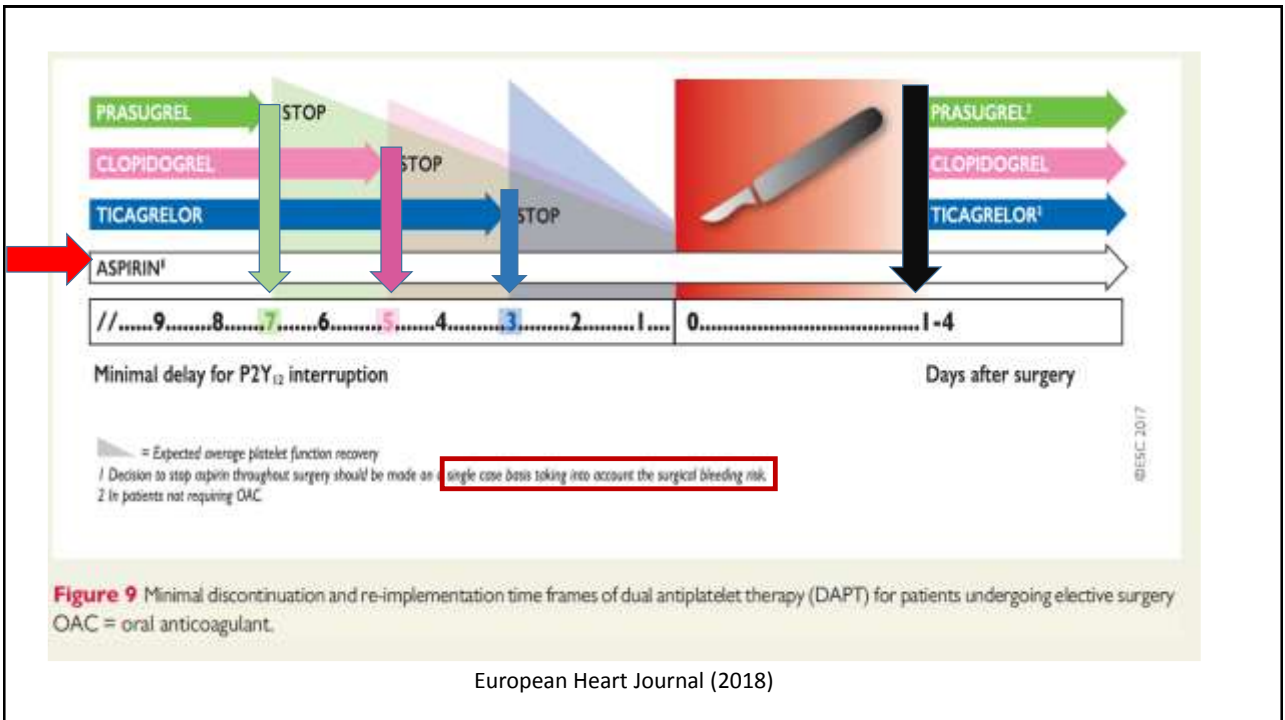 PRASUGREL STOP PRASUGREL²
CLOPIDOGREL STOP CLOPIDOGREL
TICAGRELOR STOP TICAGRELOR²
ASPIRIN¹
//......9.........8........7........6..........5.........4..........3..........2.........1.... 0.......................................1-4
Minimal delay for P2Y₁₂ interruption Days after surgery
= Expected average platelet function recovery
1 Decision to stop aspirin throughout surgery should be made on a single case basis taking into account the surgical bleeding risk.
2 In patients not requiring OAC.
©ESC 2017
Figure 9 Minimal discontinuation and re-implementation time frames of dual antiplatelet therapy (DAPT) for patients undergoing elective surgery
OAC = oral anticoagulant.
European Heart Journal (2018)